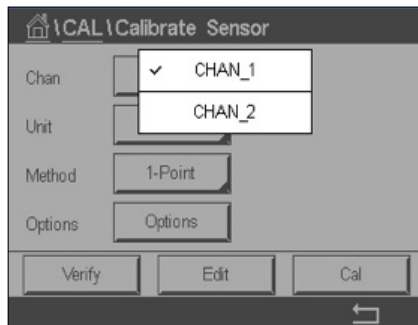 \CAL\Calibrate Sensor
Chan
✓ CHAN_1
CHAN_2
Unit
Method 1-Point
Options Options
Verify Edit Cal